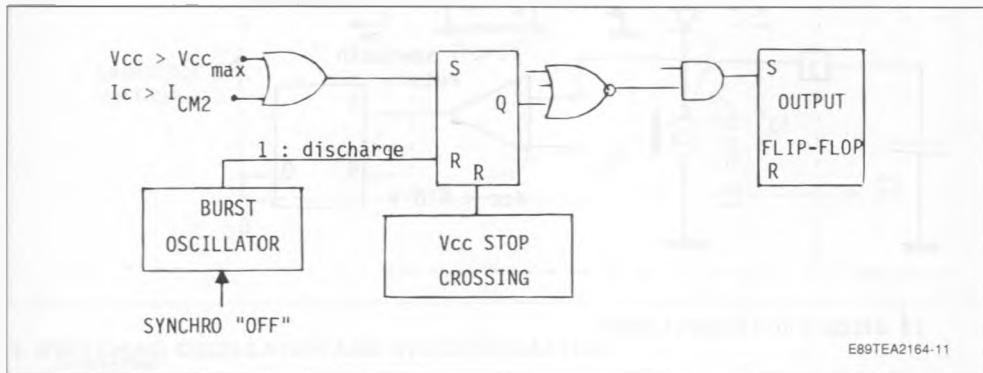 Vcc > Vcc max
Ic > I CM2
S
Q
R
R
1 : discharge
S
OUTPUT
FLIP-FLOP
R
BURST
OSCILLATOR
Vcc STOP
CROSSING
SYNCHRO "OFF"
E89TEA2164-11